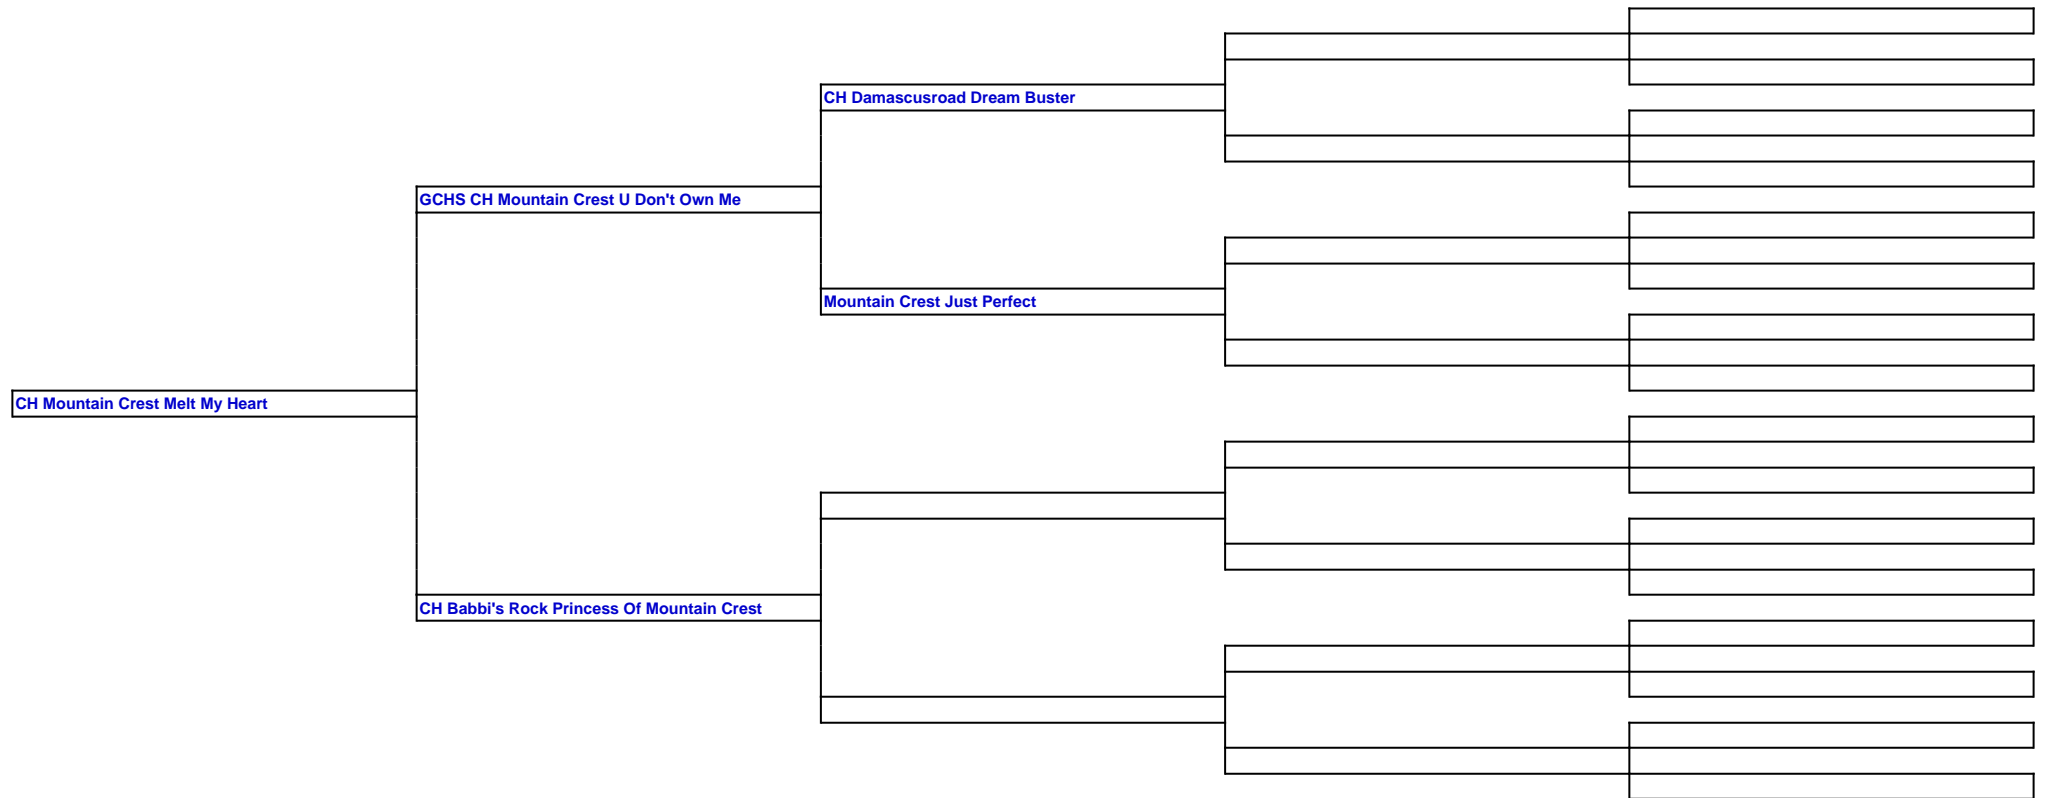 CH Damascusroad Dream Buster
GCHS CH Mountain Crest U Don't Own Me
Mountain Crest Just Perfect
CH Mountain Crest Melt My Heart
CH Babbi's Rock Princess Of Mountain Crest